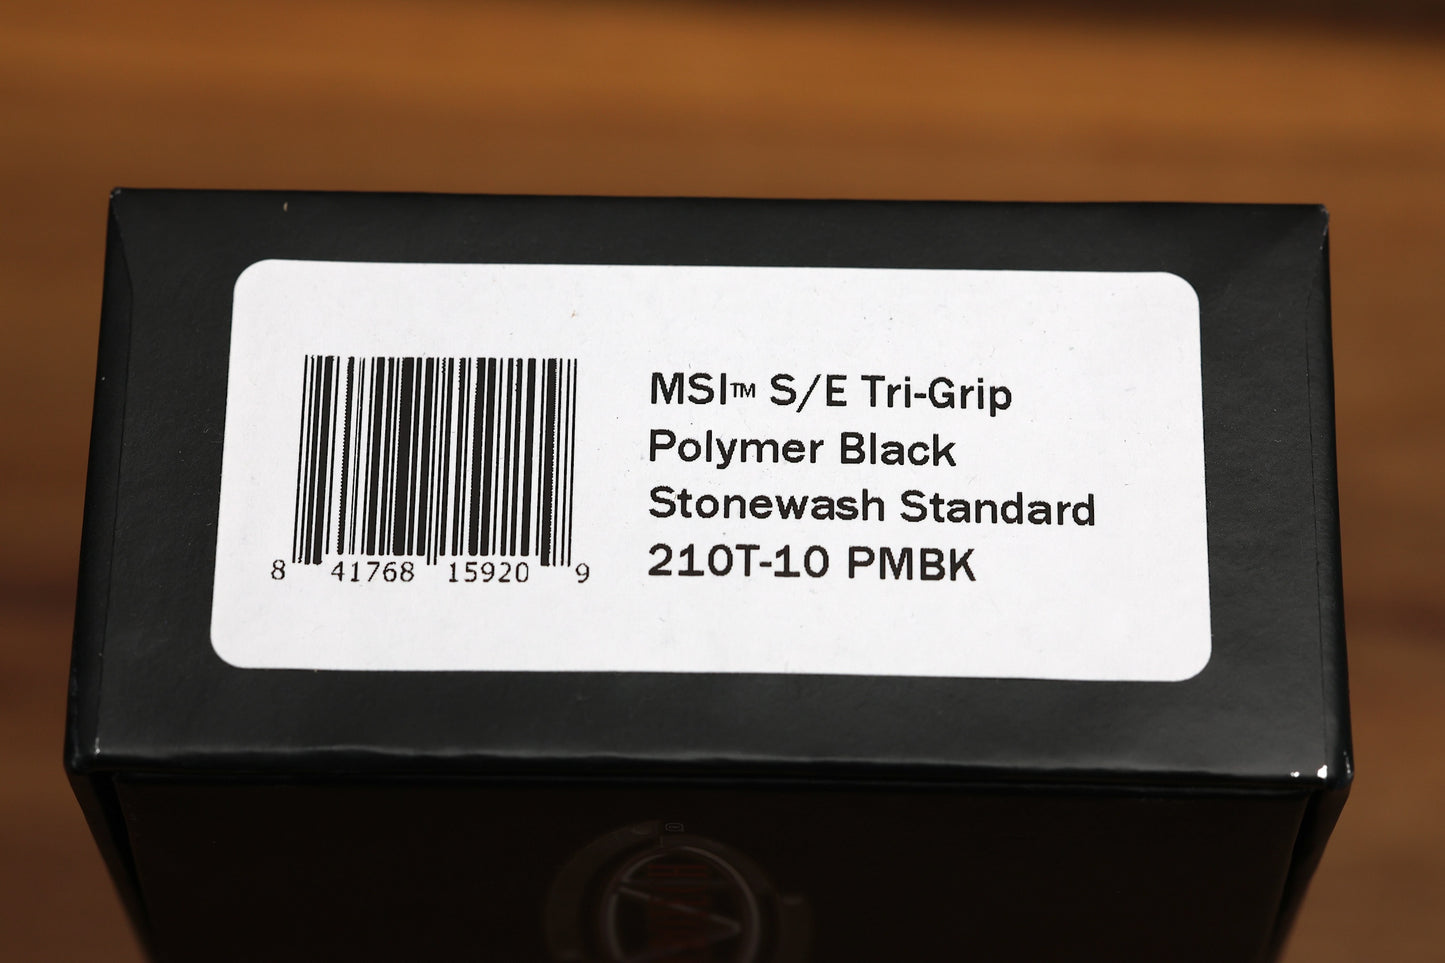 MSI™ S/E Tri-Grip
Polymer Black
Stonewash Standard
210T-10 PMBK
8 41768 15920 9